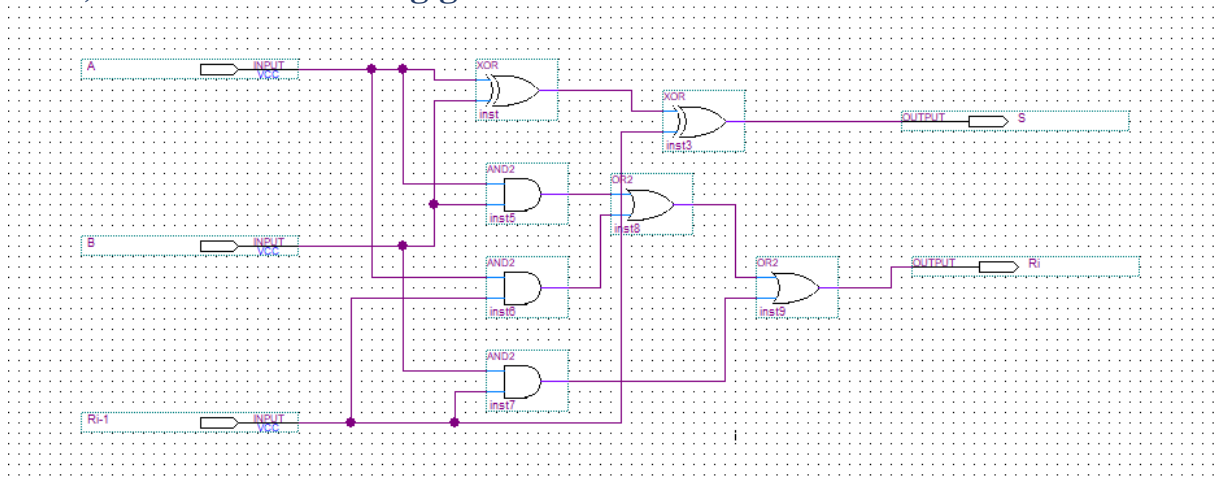 A
INPUT
VCC
XOR
inst
XOR
inst3
OUTPUT
S
AND2
inst5
OR2
inst8
B
INPUT
VCC
AND2
inst6
OR2
inst9
OUTPUT
Ri
AND2
inst7
Ri-1
INPUT
VCC
i